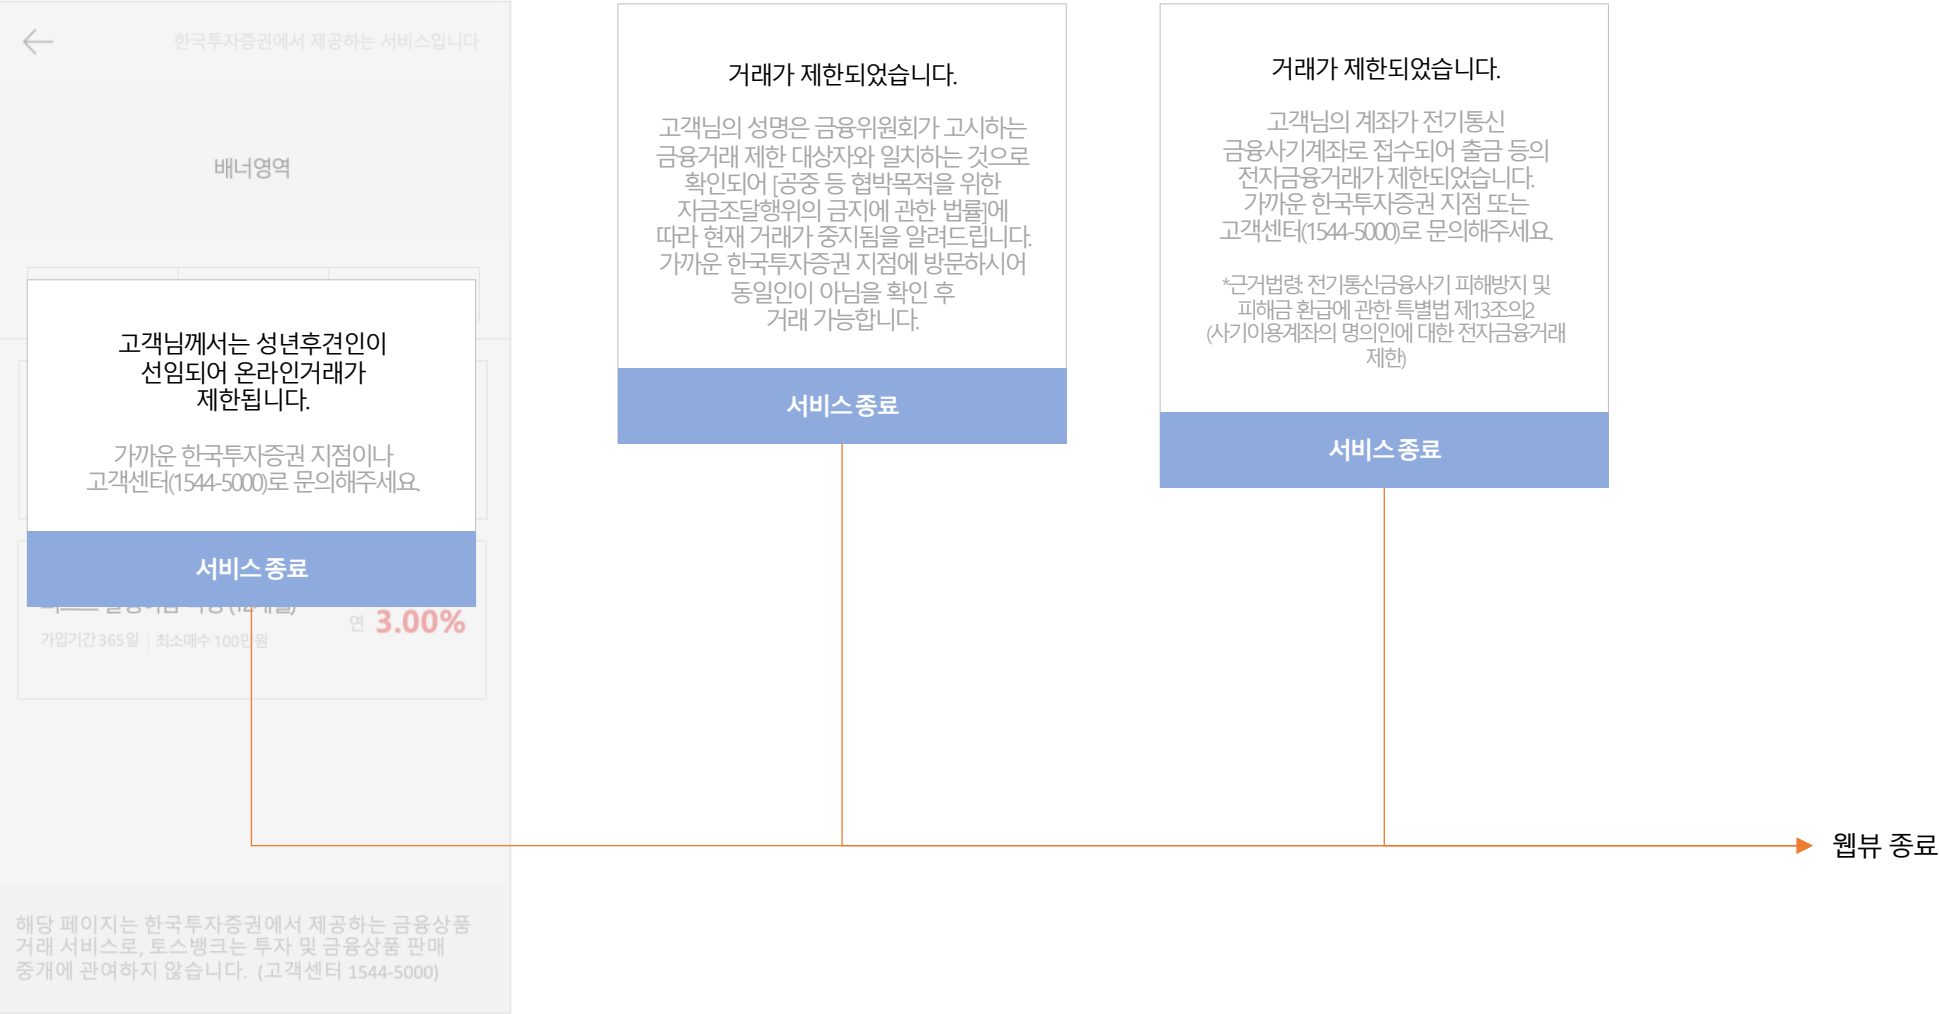 한국투자증권에서 제공하는 서비스입니다
배너영역
고객님께서는 성년후견인이
선임되어 온라인거래가
제한됩니다.
가까운 한국투자증권 지점이나
고객센터(1544-5000)로 문의해주세요.
서비스 종료
연 3.00%
가입기간 365일 | 최소매수 100만원
해당 페이지는 한국투자증권에서 제공하는 금융상품
거래 서비스로, 토스뱅크는 투자 및 금융상품 판매
중개에 관여하지 않습니다. (고객센터 1544-5000)
거래가 제한되었습니다.
고객님의 성명은 금융위원회가 고시하는
금융거래 제한 대상자와 일치하는 것으로
확인되어 [공중 등 협박목적을 위한
자금조달행위의 금지에 관한 법률]에
따라 현재 거래가 중지됨을 알려드립니다.
가까운 한국투자증권 지점에 방문하시어
동일인이 아님을 확인 후
거래 가능합니다.
서비스 종료
거래가 제한되었습니다.
고객님의 계좌가 전기통신
금융사기계좌로 접수되어 출금 등의
전자금융거래가 제한되었습니다.
가까운 한국투자증권 지점 또는
고객센터(1544-5000)로 문의해주세요.
*근거법령: 전기통신금융사기 피해방지 및
피해금 환급에 관한 특별법 제13조의2
(사기이용계좌의 명의인에 대한 전자금융거래
제한)
서비스 종료
웹뷰 종료